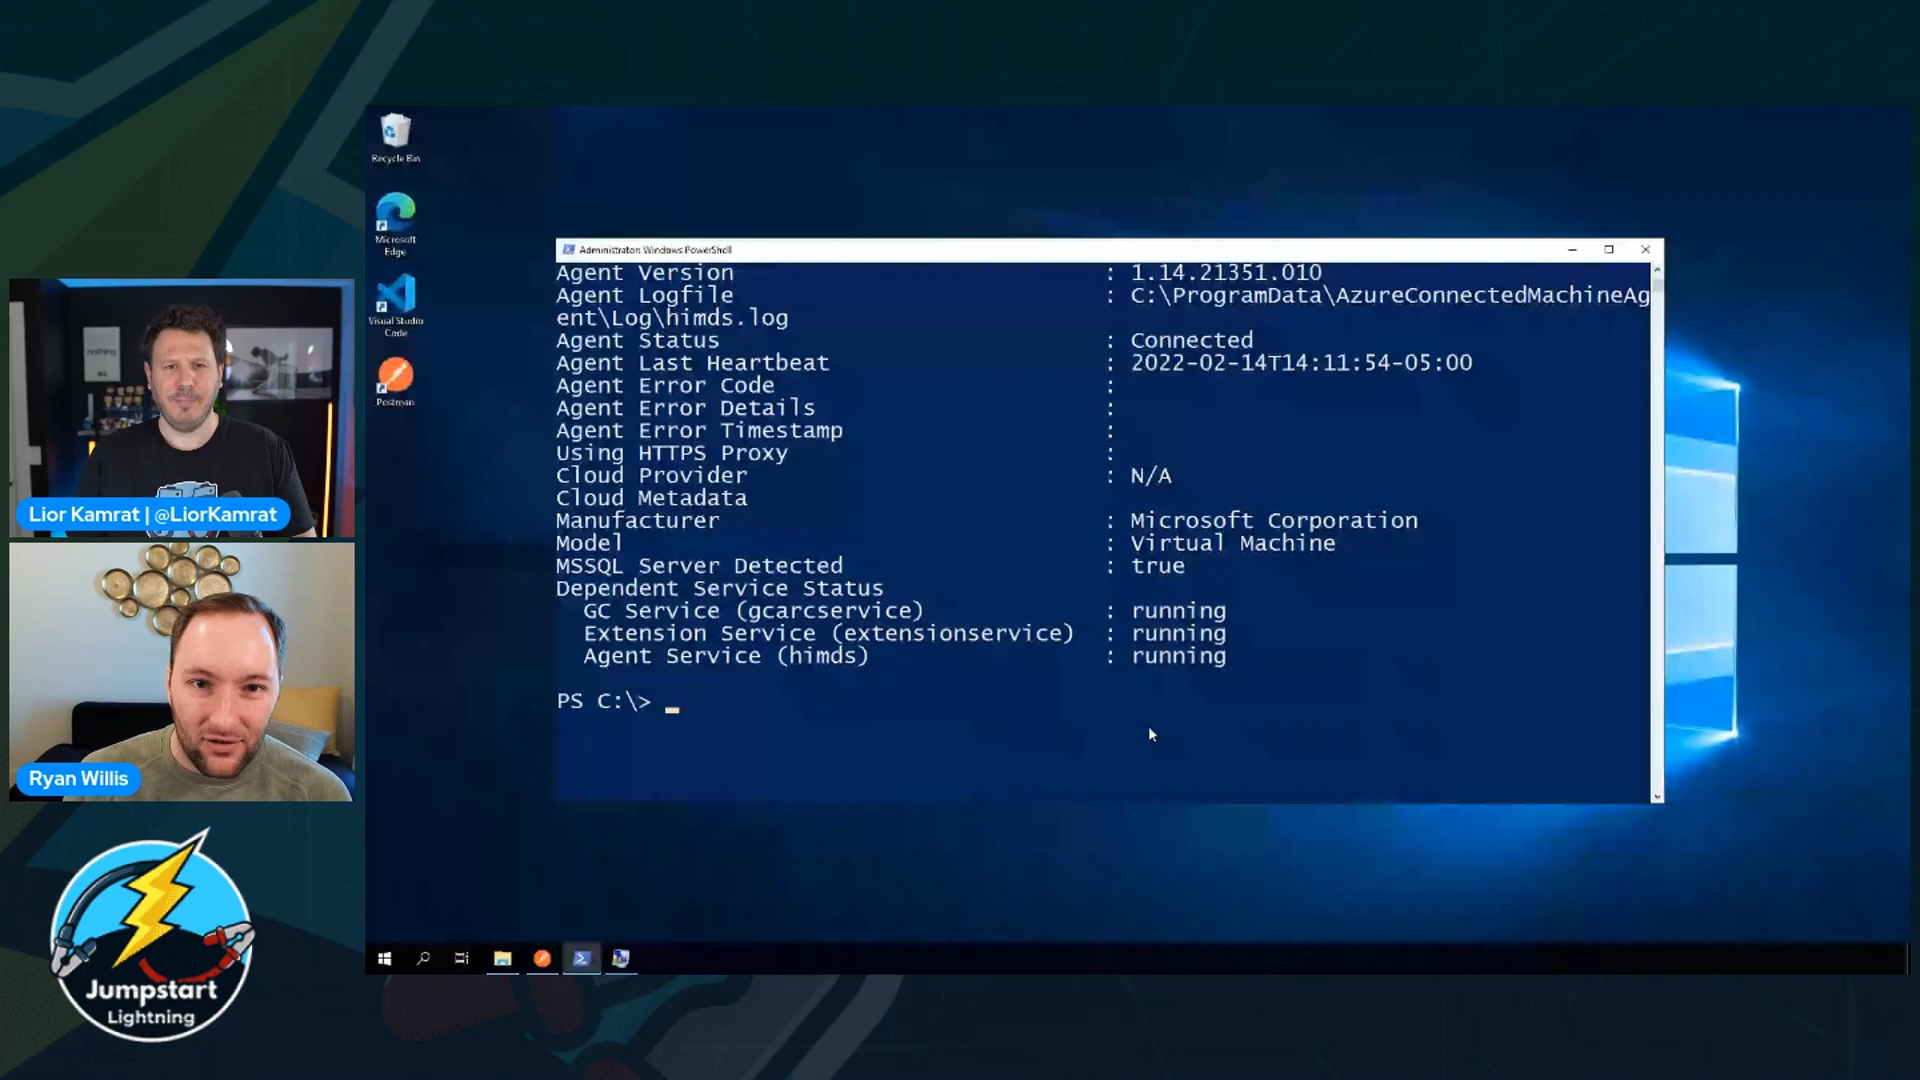 Recycle Bin
Microsoft
Edge
Visual Studio
Code
Postman
Administrator: Windows PowerShell
Agent Version : 1.14.21351.010
Agent Logfile : C:\ProgramData\AzureConnectedMachineAg
ent\Log\himds.log
Agent Status : Connected
Agent Last Heartbeat : 2022-02-14T14:11:54-05:00
Agent Error Code :
Agent Error Details :
Agent Error Timestamp :
Using HTTPS Proxy :
Cloud Provider : N/A
Cloud Metadata
Manufacturer : Microsoft Corporation
Model : Virtual Machine
MSSQL Server Detected : true
Dependent Service Status
GC Service (gcarcservice) : running
Extension Service (extensionservice) : running
Agent Service (himds) : running
PS C:\> _
nothing
Lior Kamrat | @LiorKamrat
Ryan Willis
Jumpstart
Lightning